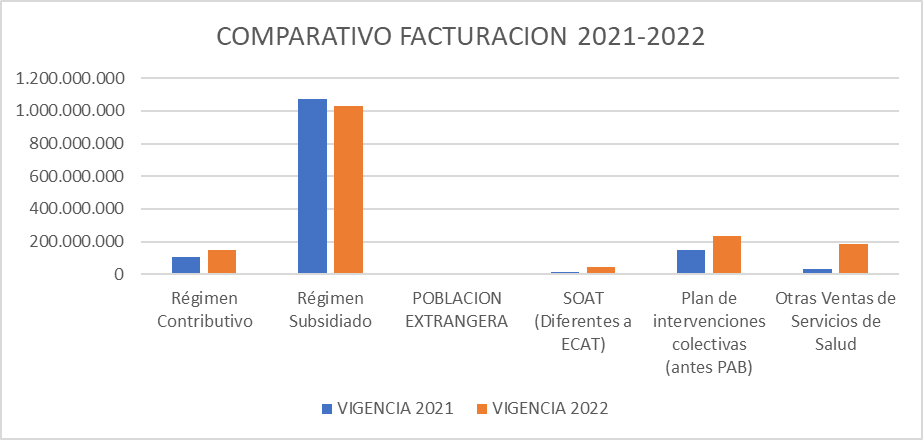 COMPARATIVO FACTURACION 2021-2022
1.200.000.000
1.000.000.000
800.000.000
600.000.000
400.000.000
200.000.000
0
Régimen
Contributivo
Régimen
Subsidiado
POBLACION
EXTRANGERA
SOAT
(Diferentes a
ECAT)
Plan de
intervenciones
colectivas
(antes PAB)
Otras Ventas de
Servicios de
Salud
VIGENCIA 2021
VIGENCIA 2022